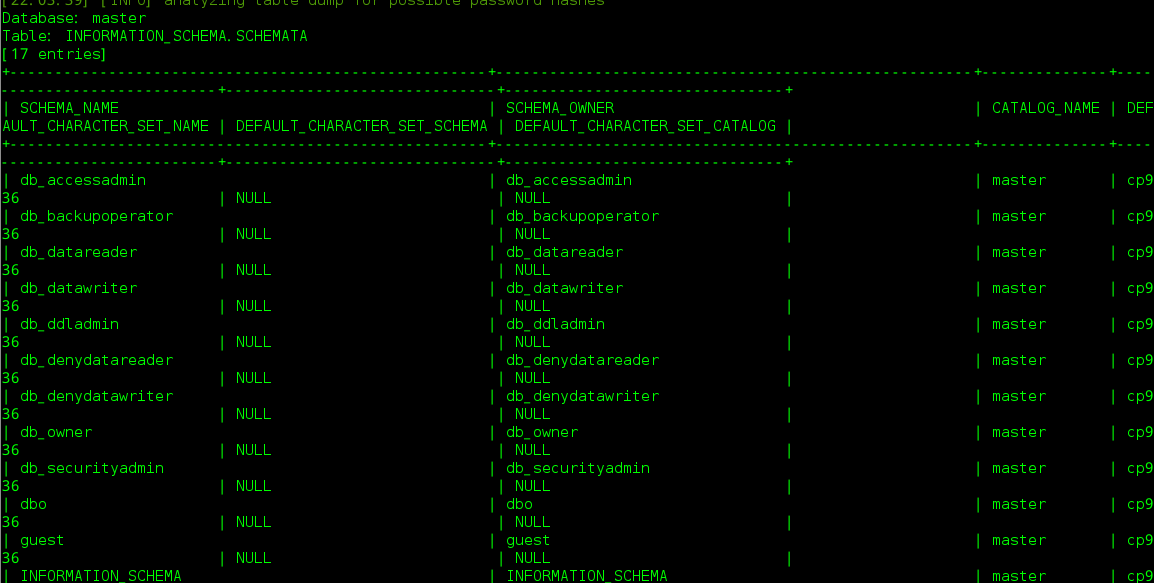 [22:03:39] [INFO] analyzing table dump for possible password hashes
Database: master
Table: INFORMATION_SCHEMA.SCHEMATA
[17 entries]
+-----------------------------------------------------+-----------------------------------------------------+--------------+----
------------------------+-----------------------------+-------------------------------+
| SCHEMA_NAME | SCHEMA_OWNER | CATALOG_NAME | DEF
AULT_CHARACTER_SET_NAME | DEFAULT_CHARACTER_SET_SCHEMA | DEFAULT_CHARACTER_SET_CATALOG |
+-----------------------------------------------------+-----------------------------------------------------+--------------+----
------------------------+-----------------------------+-------------------------------+
| db_accessadmin | db_accessadmin | master | cp9
36 | NULL | NULL |
| db_backupoperator | db_backupoperator | master | cp9
36 | NULL | NULL |
| db_datareader | db_datareader | master | cp9
36 | NULL | NULL |
| db_datawriter | db_datawriter | master | cp9
36 | NULL | NULL |
| db_ddladmin | db_ddladmin | master | cp9
36 | NULL | NULL |
| db_denydatareader | db_denydatareader | master | cp9
36 | NULL | NULL |
| db_denydatawriter | db_denydatawriter | master | cp9
36 | NULL | NULL |
| db_owner | db_owner | master | cp9
36 | NULL | NULL |
| db_securityadmin | db_securityadmin | master | cp9
36 | NULL | NULL |
| dbo | dbo | master | cp9
36 | NULL | NULL |
| guest | guest | master | cp9
36 | NULL | NULL |
| INFORMATION_SCHEMA | INFORMATION_SCHEMA | master | cp9